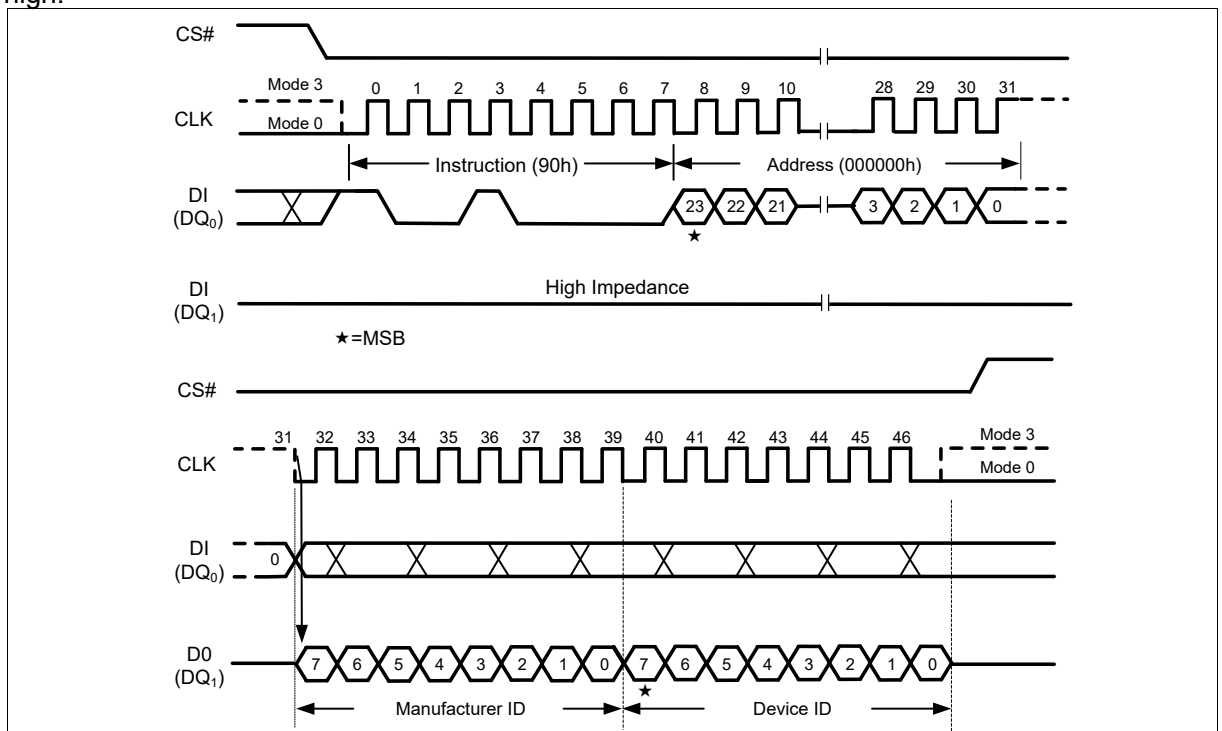 high.
CS#
Mode 3
0 1 2 3 4 5 6 7 8 9 10 28 29 30 31
CLK
Mode 0
Instruction (90h) Address (000000h)
DI
(DQ0)
23 22 21 3 2 1 0
★
DI
(DQ1)
High Impedance
★=MSB
CS#
31 32 33 34 35 36 37 38 39 40 41 42 43 44 45 46
Mode 3
CLK
Mode 0
DI
(DQ0)
0
D0
(DQ1)
7 6 5 4 3 2 1 0 7 6 5 4 3 2 1 0
★
Manufacturer ID Device ID